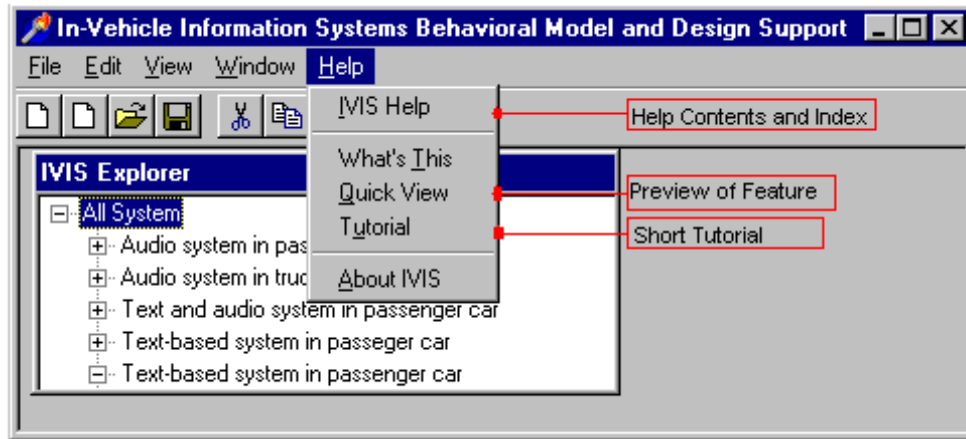 In-Vehicle Information Systems Behavioral Model and Design Support
File Edit View Window Help
IVIS Help
Help Contents and Index
What's This
Quick View
Preview of Feature
Tutorial
Short Tutorial
About IVIS
IVIS Explorer
All System
Audio system in pas
Audio system in truc
Text and audio system in passenger car
Text-based system in passeger car
Text-based system in passenger car